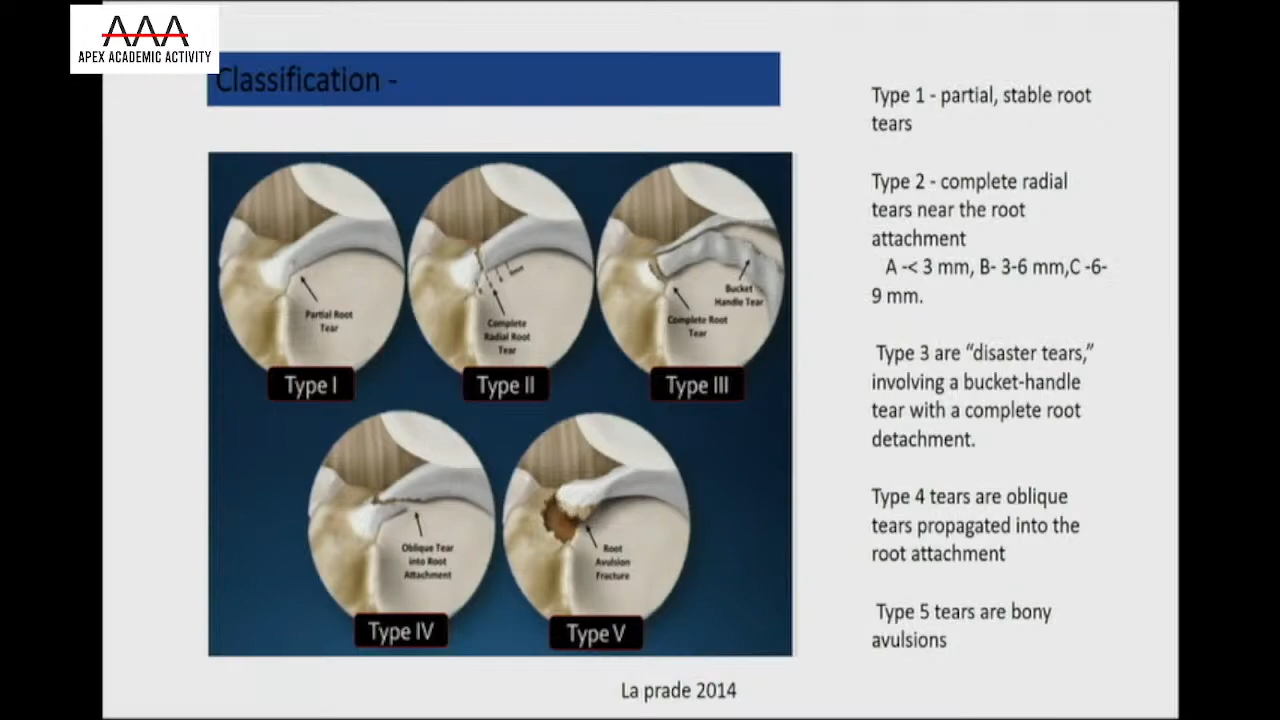 AAA
APEX ACADEMIC ACTIVITY
Classification -
Partial Root
Tear
Type I
Complete
Radial Root
Tear
Type II
Bucket
Handle Tear
Complete Root
Tear
Type III
Oblique Tear
into Root
Attachment
Type IV
Root
Avulsion
Fracture
Type V
La prade 2014
Type 1 - partial, stable root
tears
Type 2 - complete radial
tears near the root
attachment
A -< 3 mm, B- 3-6 mm,C -6-
9 mm.
Type 3 are “disaster tears,”
involving a bucket-handle
tear with a complete root
detachment.
Type 4 tears are oblique
tears propagated into the
root attachment
Type 5 tears are bony
avulsions